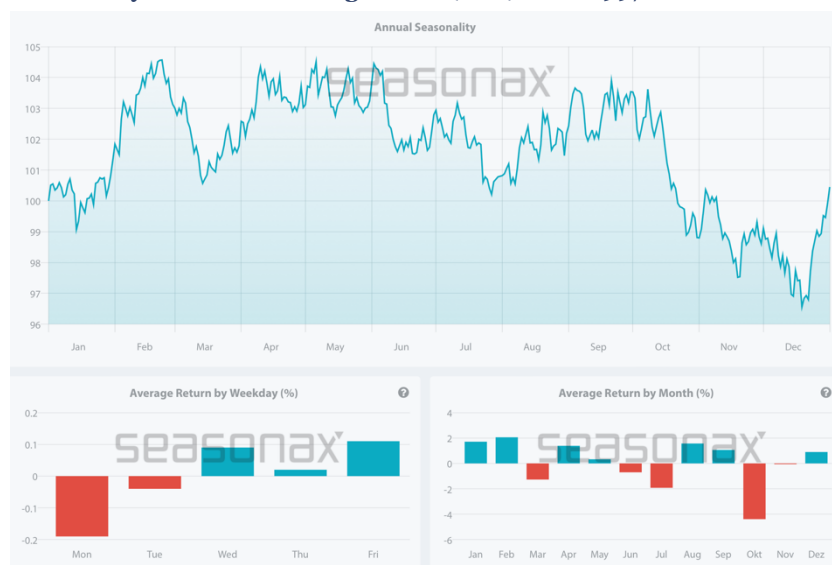 Annual Seasonality
105
104
103
102
101
100
99
98
97
96
seasonax
Jan Feb Mar Apr May Jun Jul Aug Sep Oct Nov Dec
Average Return by Weekday (%) ?
0.2
0.1
0
-0.1
-0.2
seasonax
Mon Tue Wed Thu Fri
Average Return by Month (%) ?
4
2
0
-2
-4
-6
seasonax
Jan Feb Mar Apr May Jun Jul Aug Sep Okt Nov Dez